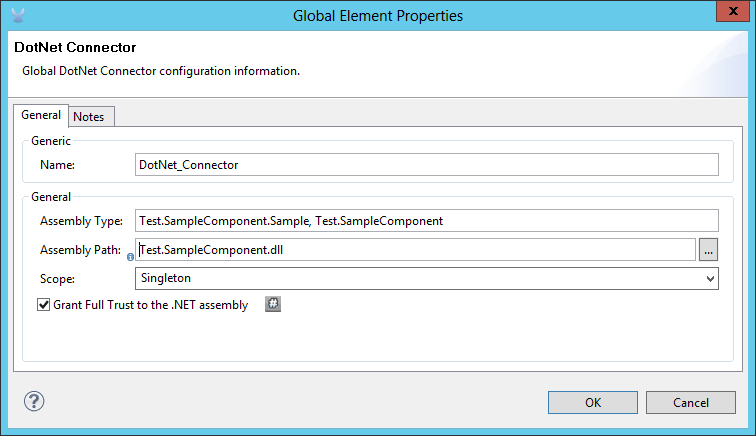 Global Element Properties
x
DotNet Connector
Global DotNet Connector configuration information.
General Notes
Generic
Name: DotNet_Connector
General
Assembly Type: Test.SampleComponent.Sample, Test.SampleComponent
Assembly Path: Test.SampleComponent.dll ...
Scope: Singleton
Grant Full Trust to the .NET assembly #
? OK Cancel